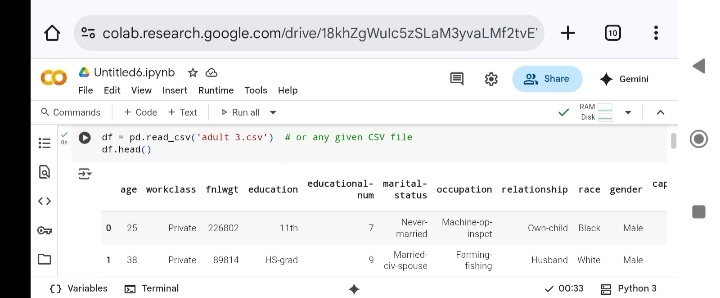 colab.research.google.com/drive/18khZgWulc5zSLaM3yvaLMf2tvE
10
Untitled6.ipynb
File Edit View Insert Runtime Tools Help
Share
Gemini
Commands + Code + Text Run all
RAM
Disk
0s
df = pd.read_csv('adult 3.csv') # or any given CSV file
df.head()
age workclass fnlwgt education educational-num marital-status occupation relationship race gender cap
0 25 Private 226802 11th 7 Never-married Machine-op-inspct Own-child Black Male
1 38 Private 89814 HS-grad 9 Married-civ-spouse Farming-fishing Husband White Male
Variables Terminal 00:33 Python 3